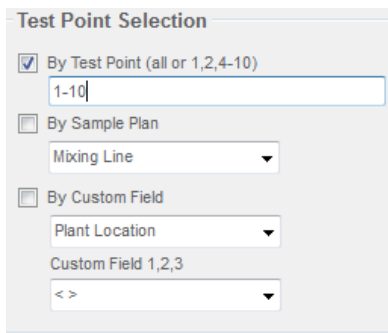 Test Point Selection
By Test Point (all or 1,2,4-10)
1-10
By Sample Plan
Mixing Line
By Custom Field
Plant Location
Custom Field 1,2,3
< >